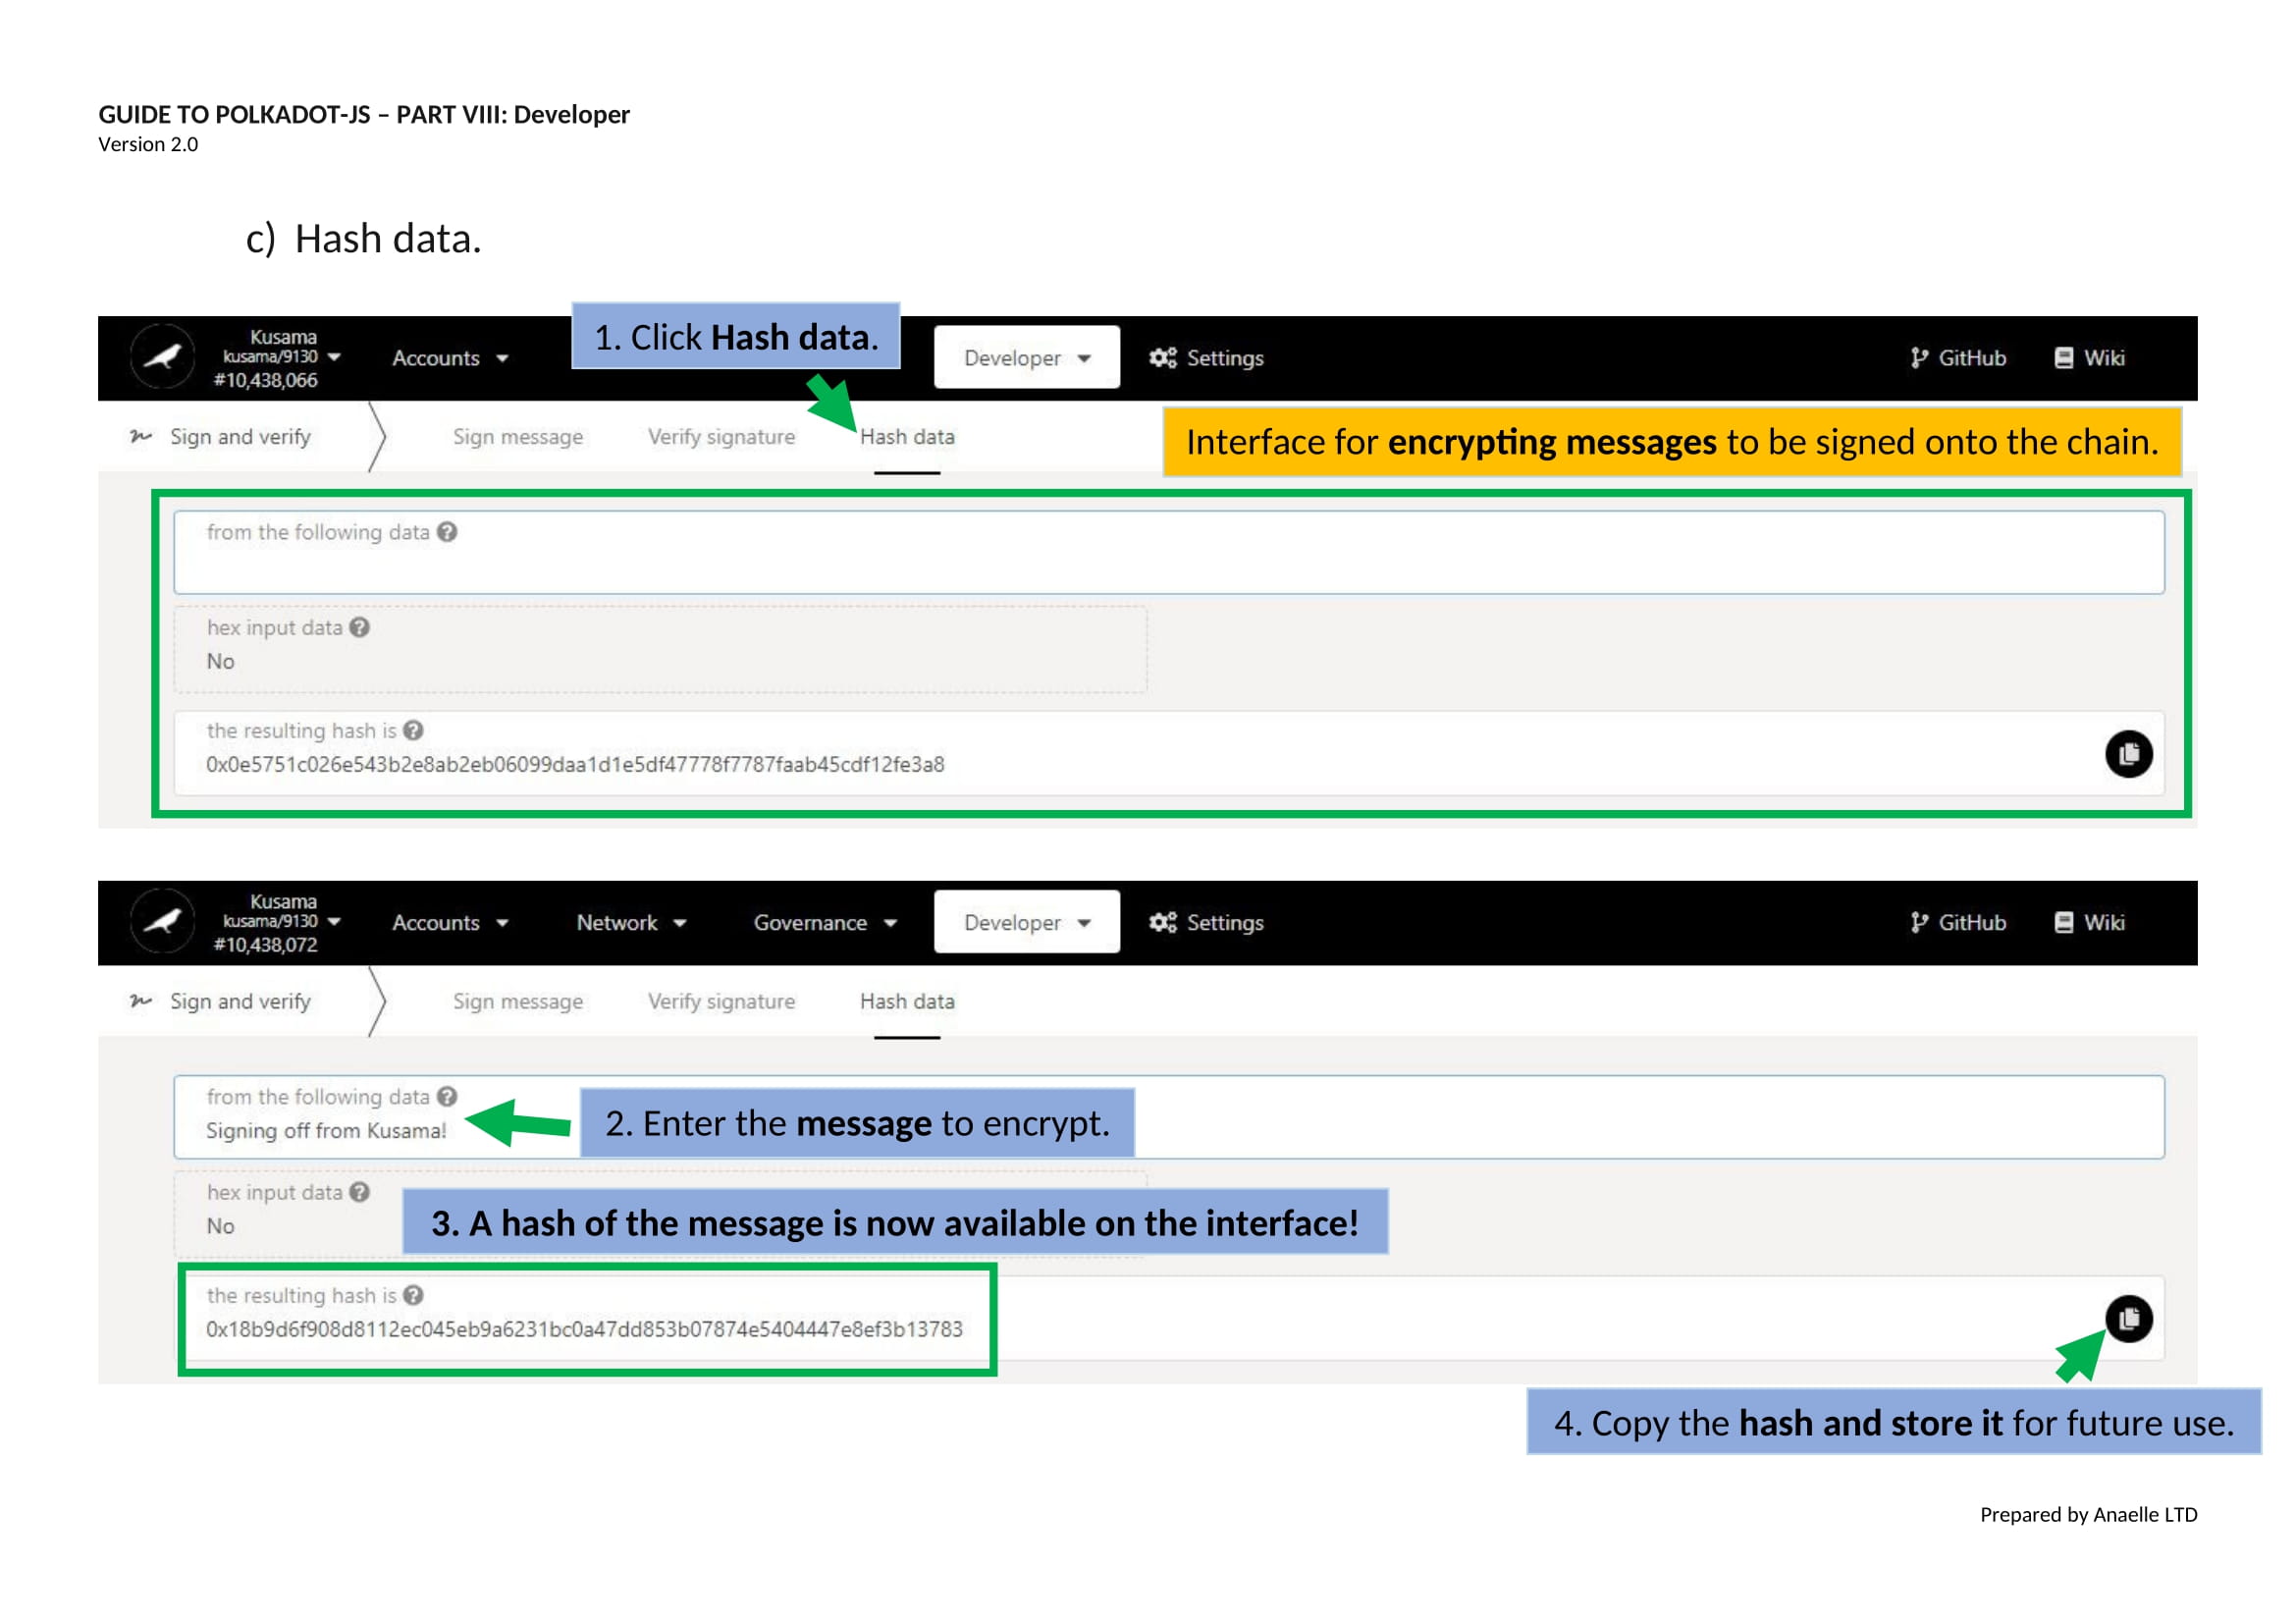 GUIDE TO POLKADOT-JS – PART VIII: Developer
Version 2.0
c) Hash data.
1. Click Hash data.
Kusama
kusama/9130
#10,438,066
Accounts
Developer
Settings
GitHub
Wiki
Sign and verify
Sign message
Verify signature
Hash data
Interface for encrypting messages to be signed onto the chain.
from the following data
hex input data
No
the resulting hash is
0x0e5751c026e543b2e8ab2eb06099daa1d1e5df47778f7787faab45cdf12fe3a8
Kusama
kusama/9130
#10,438,072
Accounts
Network
Governance
Developer
Settings
GitHub
Wiki
Sign and verify
Sign message
Verify signature
Hash data
from the following data
Signing off from Kusama!
2. Enter the message to encrypt.
hex input data
No
3. A hash of the message is now available on the interface!
the resulting hash is
0x18b9d6f908d8112ec045eb9a6231bc0a47dd853b07874e5404447e8ef3b13783
4. Copy the hash and store it for future use.
Prepared by Anaelle LTD